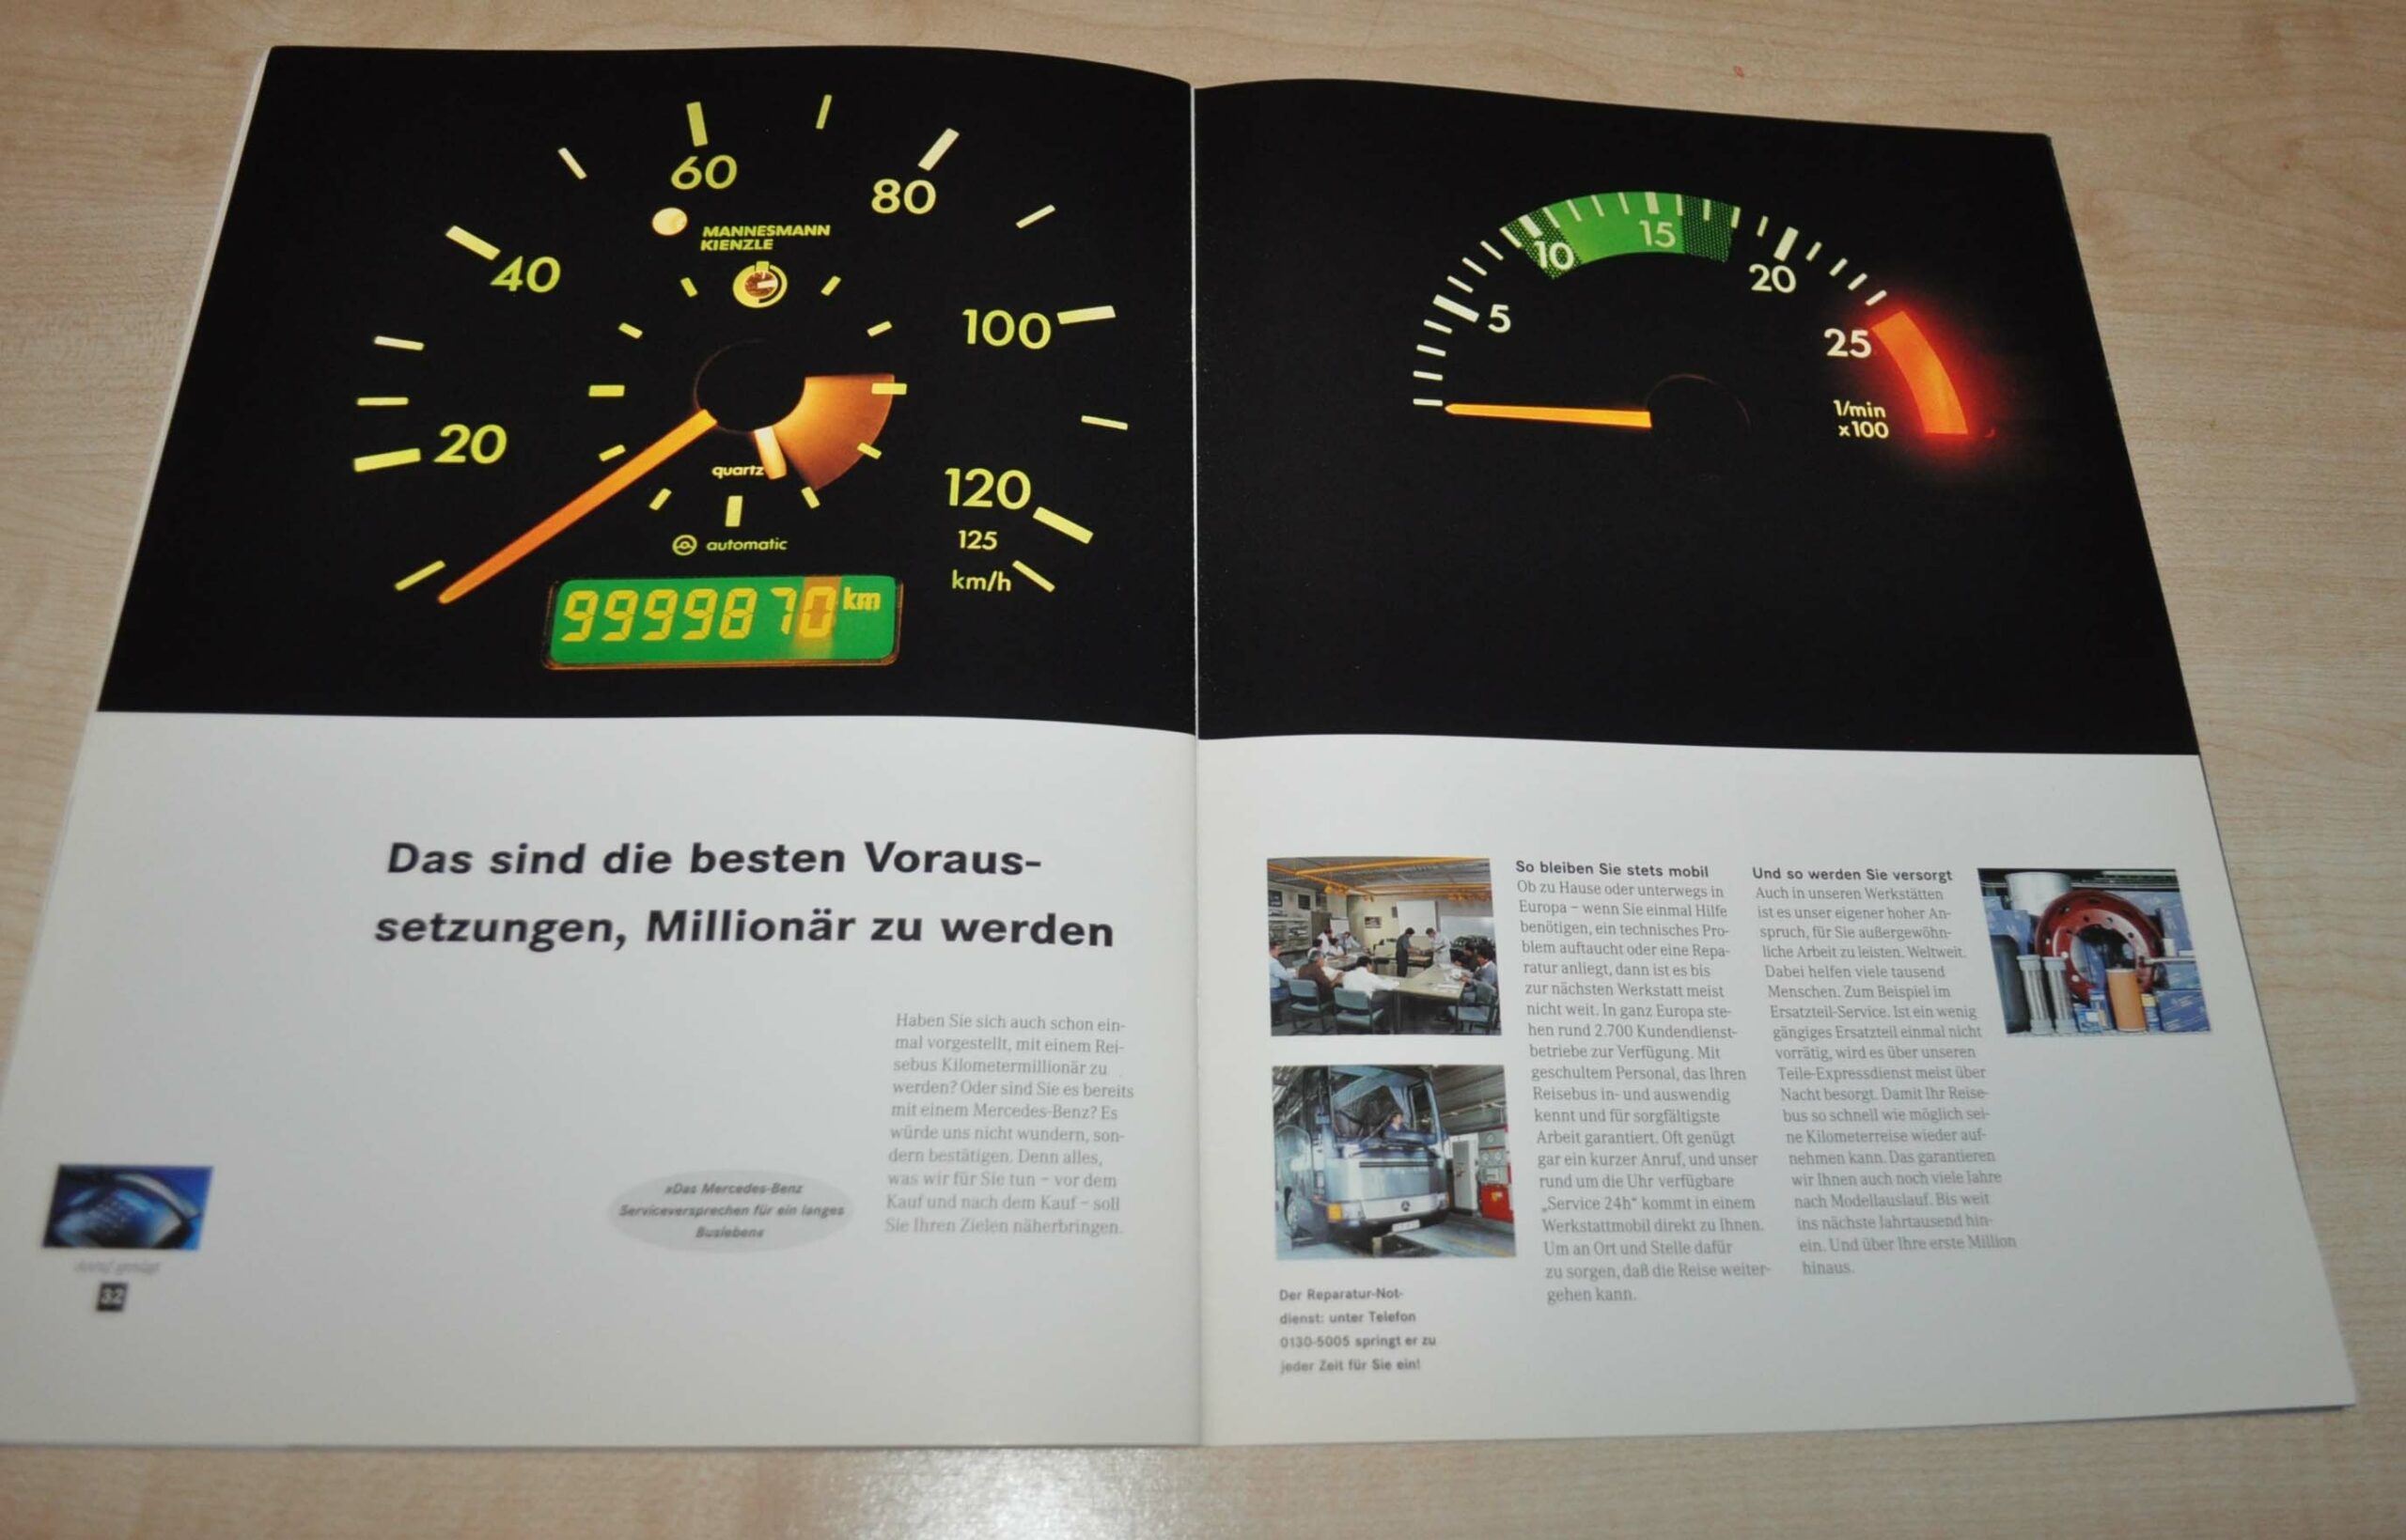 60
80
MANNESMANN
KIENZLE
40
100
20
quartz
120
automatic
125
km/h
9999870 km
10
15
5
20
25
1/min
x100
Das sind die besten Voraus-
setzungen, Millionär zu werden
Haben Sie sich auch schon ein-
mal vorgestellt, mit einem Rei-
sebus Kilometermillionär zu
werden? Oder sind Sie es bereits
mit einem Mercedes-Benz? Es
würde uns nicht wundern, son-
dern bestätigen. Denn alles,
was wir für Sie tun – vor dem
Kauf und nach dem Kauf – soll
Sie Ihren Zielen näherbringen.
»Das Mercedes-Benz
Serviceversprechen für ein langes
Busleben«
genügt
32
Der Reparatur-Not-
dienst: unter Telefon
0130-5005 springt er zu
jeder Zeit für Sie ein!
So bleiben Sie stets mobil
Ob zu Hause oder unterwegs in
Europa – wenn Sie einmal Hilfe
benötigen, ein technisches Pro-
blem auftaucht oder eine Repa-
ratur anliegt, dann ist es bis
zur nächsten Werkstatt meist
nicht weit. In ganz Europa ste-
hen rund 2.700 Kundendienst-
betriebe zur Verfügung. Mit
geschultem Personal, das Ihren
Reisebus in- und auswendig
kennt und für sorgfältigste
Arbeit garantiert. Oft genügt
gar ein kurzer Anruf, und unser
rund um die Uhr verfügbare
„Service 24h“ kommt in einem
Werkstattmobil direkt zu Ihnen.
Um an Ort und Stelle dafür
zu sorgen, daß die Reise weiter-
gehen kann.
Und so werden Sie versorgt
Auch in unseren Werkstätten
ist es unser eigener hoher An-
spruch, für Sie außergewöhn-
liche Arbeit zu leisten. Weltweit.
Dabei helfen viele tausend
Menschen. Zum Beispiel im
Ersatzteil-Service. Ist ein wenig
gängiges Ersatzteil einmal nicht
vorrätig, wird es über unseren
Teile-Expressdienst meist über
Nacht besorgt. Damit Ihr Reise-
bus so schnell wie möglich sei-
ne Kilometerreise wieder auf-
nehmen kann. Das garantieren
wir Ihnen auch noch viele Jahre
nach Modellauslauf. Bis weit
ins nächste Jahrtausend hin-
ein. Und über Ihre erste Million
hinaus.